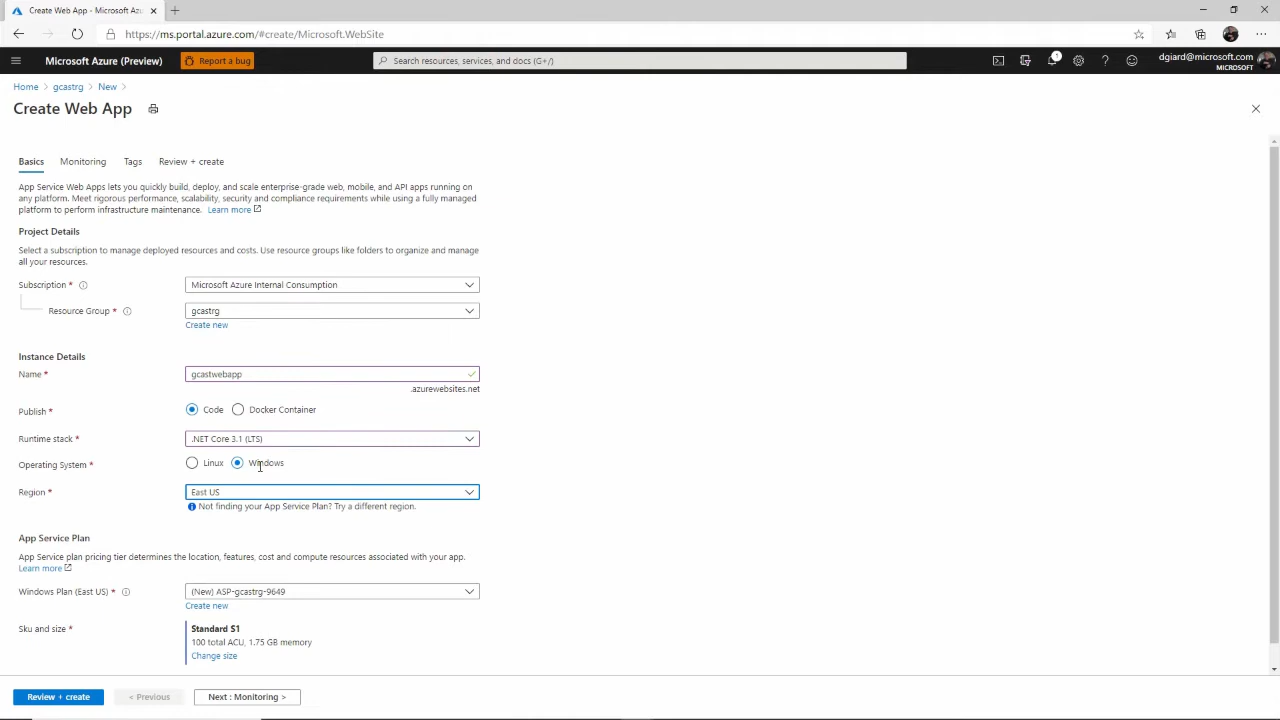 Create Web App - Microsoft Az
https://ms.portal.azure.com/#create/Microsoft.WebSite
Microsoft Azure (Preview)
Report a bug
Search resources, services, and docs (G+/)
1
dgiard@microsoft.com
MICROSOFT
Home > gcastrg > New >
Create Web App
Basics Monitoring Tags Review + create
App Service Web Apps lets you quickly build, deploy, and scale enterprise-grade web, mobile, and API apps running on
any platform. Meet rigorous performance, scalability, security and compliance requirements while using a fully managed
platform to perform infrastructure maintenance. Learn more
Project Details
Select a subscription to manage deployed resources and costs. Use resource groups like folders to organize and manage
all your resources.
Subscription * Microsoft Azure Internal Consumption
Resource Group * gcastrg
Create new
Instance Details
Name * gcastwebapp
.azurewebsites.net
Publish * Code Docker Container
Runtime stack * .NET Core 3.1 (LTS)
Operating System * Linux Windows
Region * East US
Not finding your App Service Plan? Try a different region.
App Service Plan
App Service plan pricing tier determines the location, features, cost and compute resources associated with your app.
Learn more
Windows Plan (East US) * (New) ASP-gcastrg-9649
Create new
Sku and size * Standard S1
100 total ACU, 1.75 GB memory
Change size
Review + create < Previous Next : Monitoring >